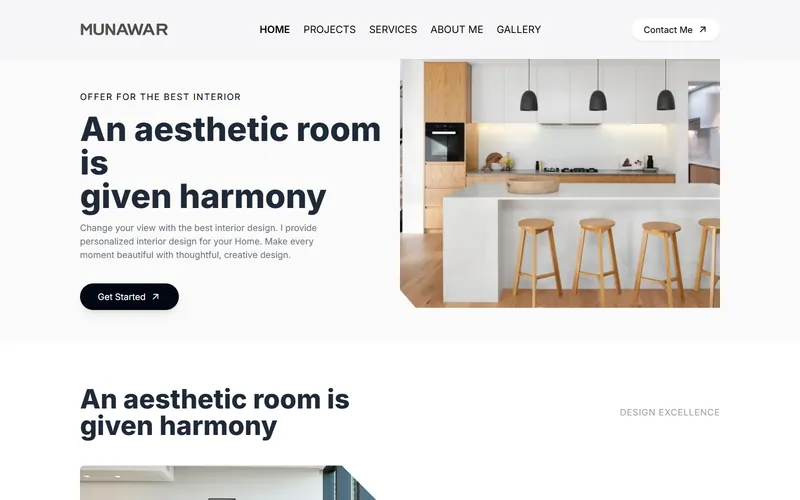 MUNAWAR
HOME PROJECTS SERVICES ABOUT ME GALLERY
Contact Me
OFFER FOR THE BEST INTERIOR
An aesthetic room
is
given harmony
Change your view with the best interior design. I provide
personalized interior design for your Home. Make every
moment beautiful with thoughtful, creative design.
Get Started
An aesthetic room is
given harmony
DESIGN EXCELLENCE